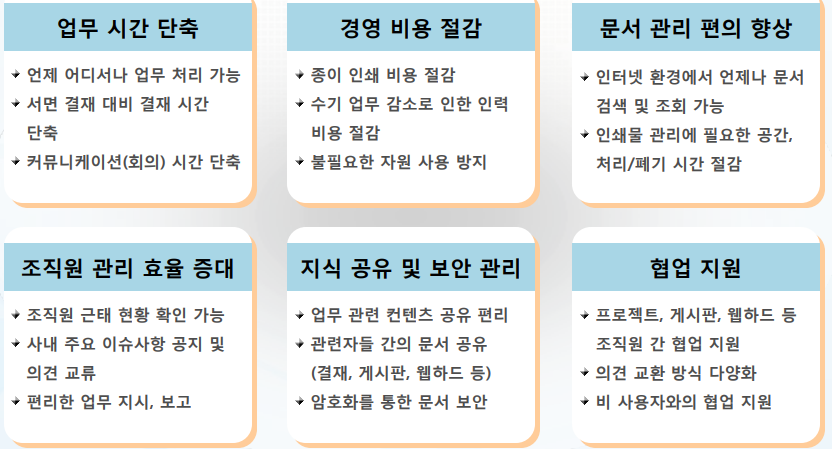 업무 시간 단축
언제 어디서나 업무 처리 가능
서면 결재 대비 결재 시간
단축
커뮤니케이션(회의) 시간 단축
경영 비용 절감
종이 인쇄 비용 절감
수기 업무 감소로 인한 인력
비용 절감
불필요한 자원 사용 방지
문서 관리 편의 향상
인터넷 환경에서 언제나 문서
검색 및 조회 가능
인쇄물 관리에 필요한 공간,
처리/폐기 시간 절감
조직원 관리 효율 증대
조직원 근태 현황 확인 가능
사내 주요 이슈사항 공지 및
의견 교류
편리한 업무 지시, 보고
지식 공유 및 보안 관리
업무 관련 컨텐츠 공유 편리
관련자들 간의 문서 공유
(결재, 게시판, 웹하드 등)
암호화를 통한 문서 보안
협업 지원
프로젝트, 게시판, 웹하드 등
조직원 간 협업 지원
의견 교환 방식 다양화
비 사용자와의 협업 지원